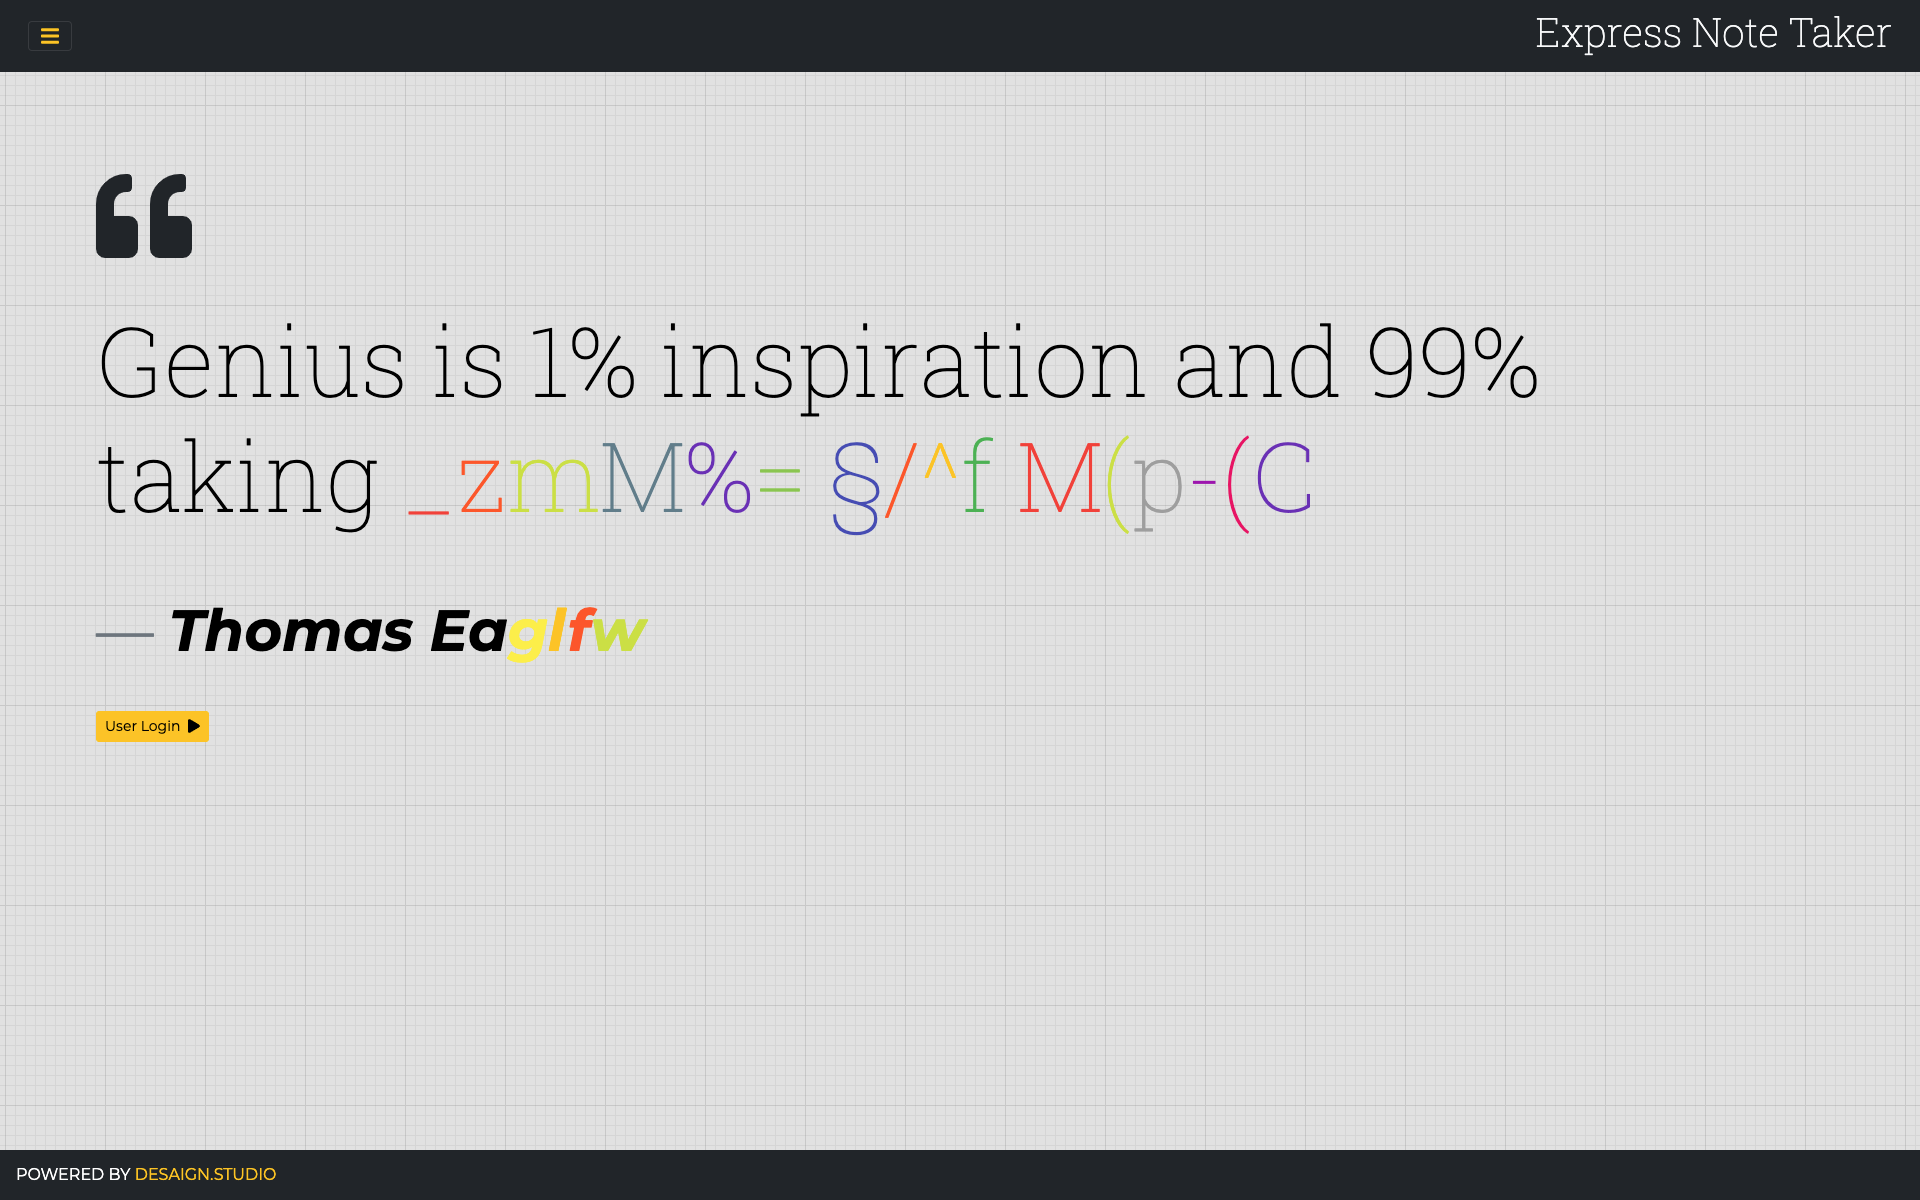 Express Note Taker
“
Genius is 1% inspiration and 99%
taking _zmM%= §/^f M(p-(C
— Thomas Eaglfw
User Login
POWERED BY DESAIGN.STUDIO